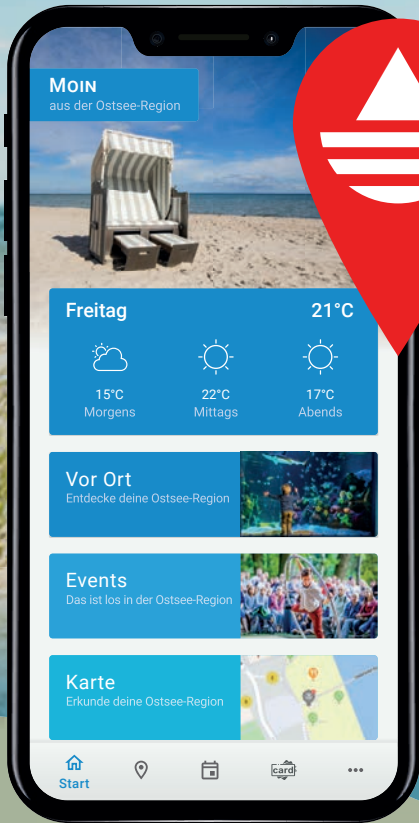 MOIN
aus der Ostsee-Region
Freitag 21°C
15°C 22°C 17°C
Morgens Mittags Abends
Vor Ort
Entdecke deine Ostsee-Region
Events
Das ist los in der Ostsee-Region
Karte
Erkunde deine Ostsee-Region
Start
card